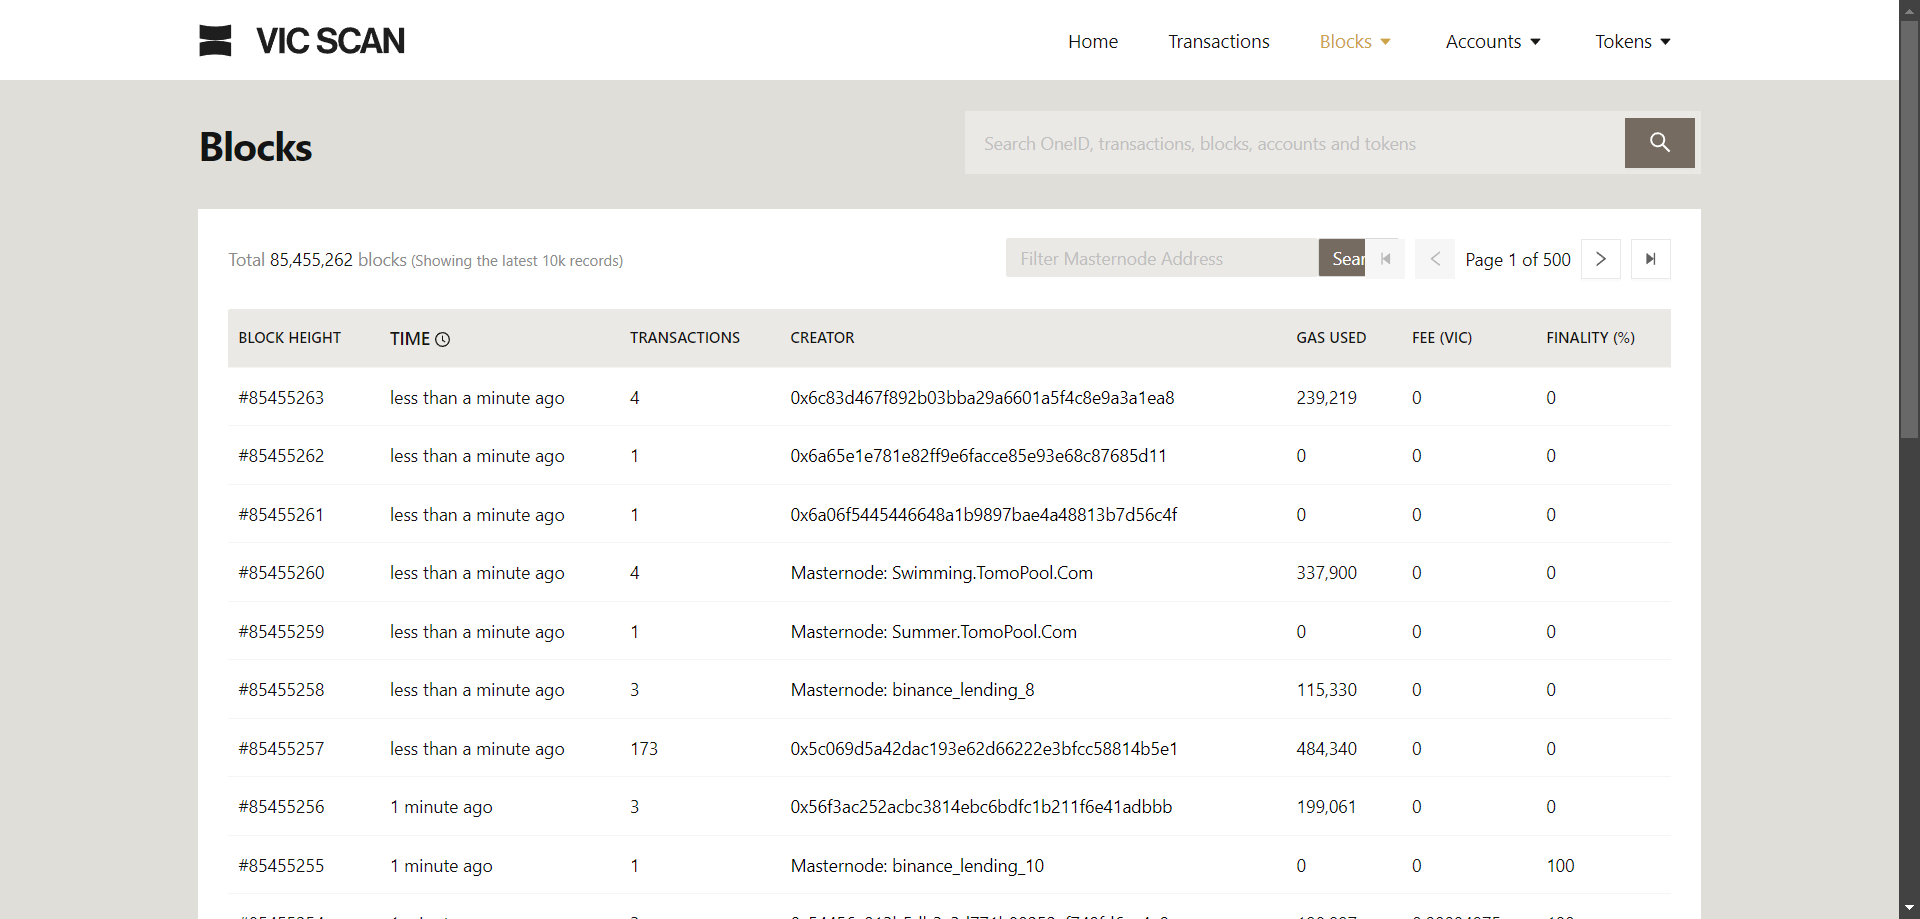 VIC SCAN
Home Transactions Blocks Accounts Tokens
Blocks
Search OneID, transactions, blocks, accounts and tokens
Total 85,455,262 blocks (Showing the latest 10k records)
Filter Masternode Address Sear Page 1 of 500
BLOCK HEIGHT TIME TRANSACTIONS CREATOR GAS USED FEE (VIC) FINALITY (%)
#85455263 less than a minute ago 4 0x6c83d467f892b03bba29a6601a5f4c8e9a3a1ea8 239,219 0 0
#85455262 less than a minute ago 1 0x6a65e1e781e82ff9e6facce85e93e68c87685d11 0 0 0
#85455261 less than a minute ago 1 0x6a06f5445446648a1b9897bae4a48813b7d56c4f 0 0 0
#85455260 less than a minute ago 4 Masternode: Swimming.TomoPool.Com 337,900 0 0
#85455259 less than a minute ago 1 Masternode: Summer.TomoPool.Com 0 0 0
#85455258 less than a minute ago 3 Masternode: binance_lending_8 115,330 0 0
#85455257 less than a minute ago 173 0x5c069d5a42dac193e62d66222e3bfcc58814b5e1 484,340 0 0
#85455256 1 minute ago 3 0x56f3ac252acbc3814ebc6bdfc1b211f6e41adbbb 199,061 0 0
#85455255 1 minute ago 1 Masternode: binance_lending_10 0 0 100